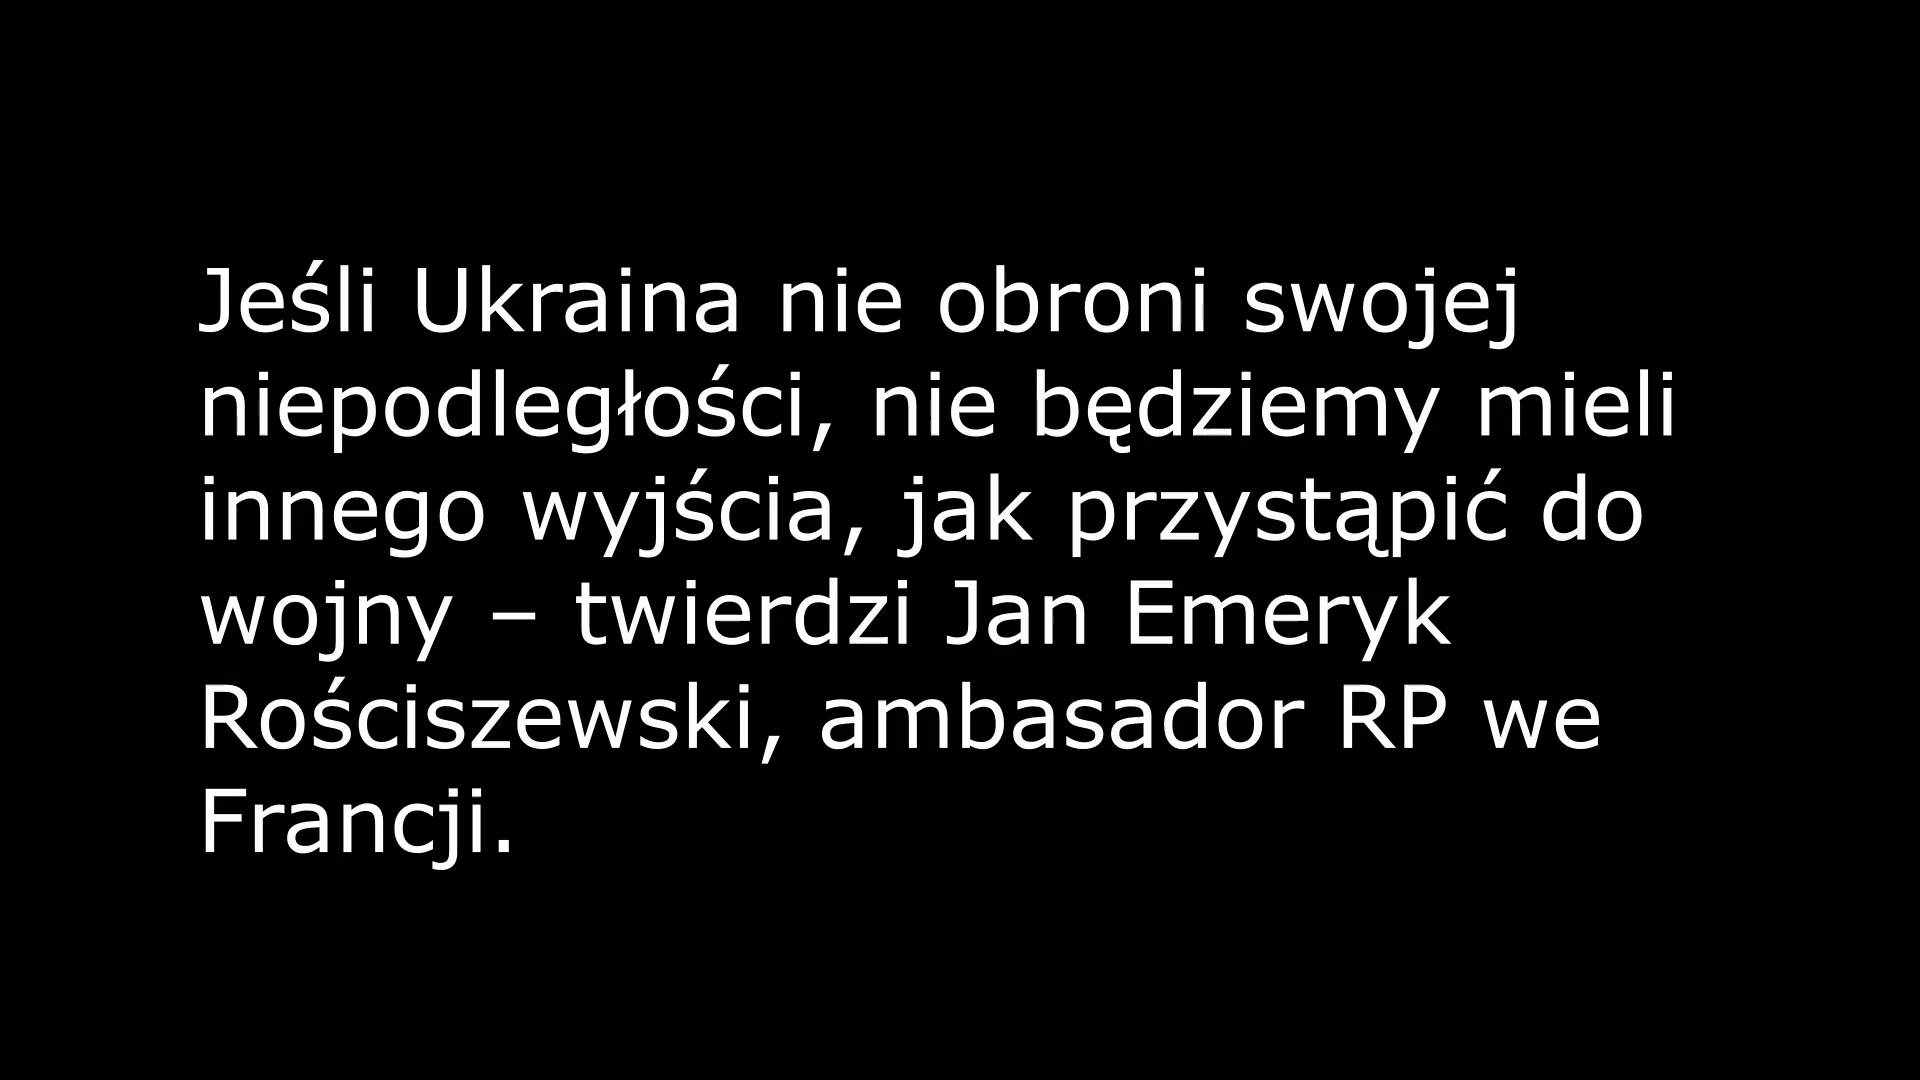 Jeśli Ukraina nie obroni swojej
niepodległości, nie będziemy mieli
innego wyjścia, jak przystąpić do
wojny – twierdzi Jan Emeryk
Rościszewski, ambasador RP we
Francji.